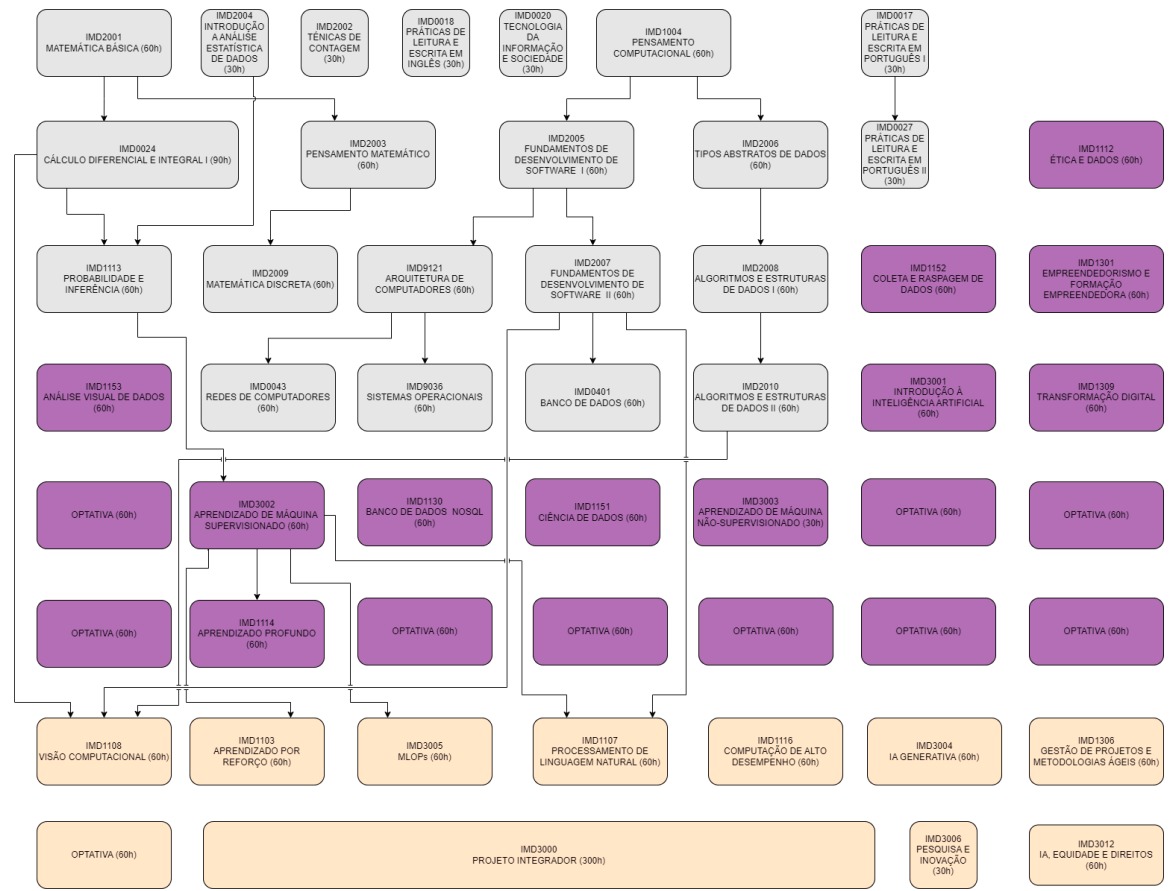 IMD2001
MATEMÁTICA BÁSICA (60h)
IMD2004
INTRODUÇÃO
A ANÁLISE
ESTATÍSTICA
DE DADOS
(30h)
IMD2002
TÉNICAS DE
CONTAGEM
(30h)
IMD0018
PRÁTICAS DE
LEITURA E
ESCRITA EM
INGLÊS (30h)
IMD0020
TECNOLOGIA
DA
INFORMAÇÃO
E SOCIEDADE
(30h)
IMD1004
PENSAMENTO
COMPUTACIONAL (60h)
IMD0017
PRÁTICAS DE
LEITURA E
ESCRITA EM
PORTUGUÊS I
(30h)
IMD0024
CÁLCULO DIFERENCIAL E INTEGRAL I (90h)
IMD2003
PENSAMENTO MATEMÁTICO
(60h)
IMD2005
FUNDAMENTOS DE
DESENVOLVIMENTO DE
SOFTWARE I (60h)
IMD2006
TIPOS ABSTRATOS DE DADOS
(60h)
IMD0027
PRÁTICAS DE
LEITURA E
ESCRITA EM
PORTUGUÊS II
(30h)
IMD1112
ÉTICA E DADOS (60h)
IMD1113
PROBABILIDADE E
INFERÊNCIA (60h)
IMD2009
MATEMÁTICA DISCRETA (60h)
IMD9121
ARQUITETURA DE
COMPUTADORES (60h)
IMD2007
FUNDAMENTOS DE
DESENVOLVIMENTO DE
SOFTWARE II (60h)
IMD2008
ALGORITMOS E ESTRUTURAS
DE DADOS I (60h)
IMD1152
COLETA E RASPAGEM DE
DADOS (60h)
IMD1301
EMPREENDEDORISMO E
FORMAÇÃO
EMPREENDEDORA (60h)
IMD1153
ANÁLISE VISUAL DE DADOS
(60h)
IMD0043
REDES DE COMPUTADORES
(60h)
IMD9036
SISTEMAS OPERACIONAIS
(60h)
IMD0401
BANCO DE DADOS (60h)
IMD2010
ALGORITMOS E ESTRUTURAS
DE DADOS II (60h)
IMD3001
INTRODUÇÃO À
INTELIGÊNCIA ARTIFICIAL
(60h)
IMD1309
TRANSFORMAÇÃO DIGITAL
(60h)
OPTATIVA (60h)
IMD3002
APRENDIZADO DE MÁQUINA
SUPERVISIONADO (60h)
IMD1130
BANCO DE DADOS NOSQL
(60h)
IMD1151
CIÊNCIA DE DADOS (60h)
IMD3003
APRENDIZADO DE MÁQUINA
NÃO-SUPERVISIONADO (30h)
OPTATIVA (60h)
OPTATIVA (60h)
OPTATIVA (60h)
IMD1114
APRENDIZADO PROFUNDO
(60h)
OPTATIVA (60h)
OPTATIVA (60h)
OPTATIVA (60h)
OPTATIVA (60h)
OPTATIVA (60h)
IMD1108
VISÃO COMPUTACIONAL (60h)
IMD1103
APRENDIZADO POR
REFORÇO (60h)
IMD3005
MLOPs (60h)
IMD1107
PROCESSAMENTO DE
LINGUAGEM NATURAL (60h)
IMD1116
COMPUTAÇÃO DE ALTO
DESEMPENHO (60h)
IMD3004
IA GENERATIVA (60h)
IMD1306
GESTÃO DE PROJETOS E
METODOLOGIAS ÁGEIS (60h)
OPTATIVA (60h)
IMD3000
PROJETO INTEGRADOR (300h)
IMD3006
PESQUISA E
INOVAÇÃO
(30h)
IMD3012
IA, EQUIDADE E DIREITOS
(60h)